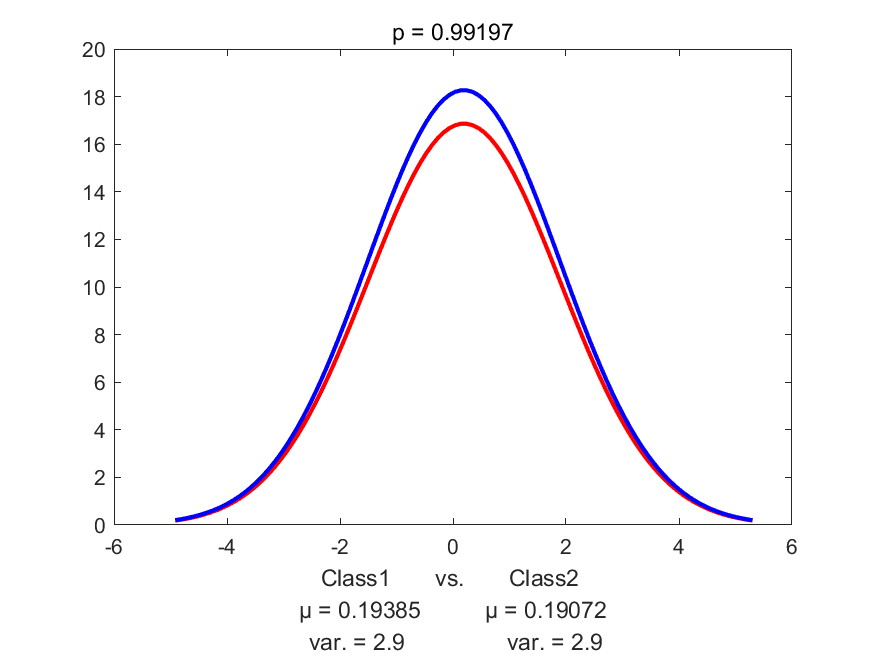 p = 0.99197
20
18
16
14
12
10
8
6
4
2
0
-6 -4 -2 0 2 4 6
Class1 vs. Class2
μ = 0.19385 μ = 0.19072
var. = 2.9 var. = 2.9